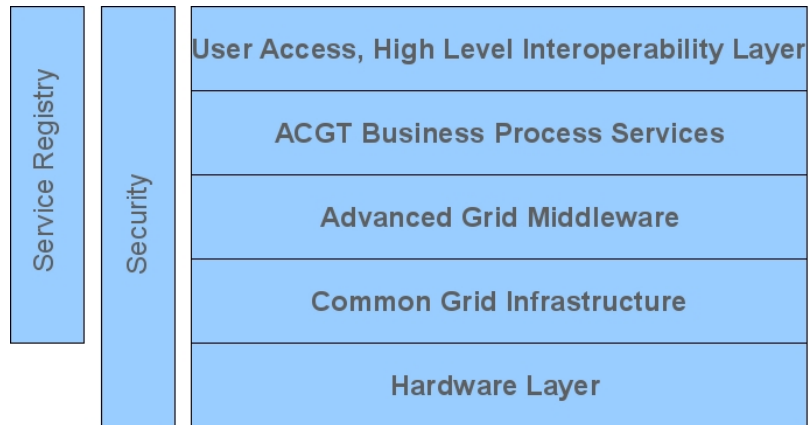 Service Registry
Security
User Access, High Level Interoperability Layer
ACGT Business Process Services
Advanced Grid Middleware
Common Grid Infrastructure
Hardware Layer